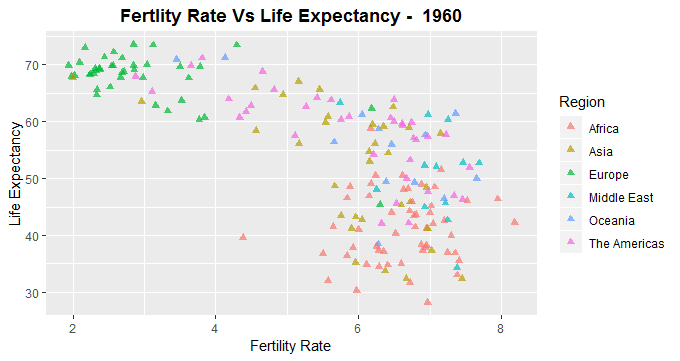 Fertlity Rate Vs Life Expectancy - 1960
Life Expectancy
70
60
50
40
30
2
4
6
8
Fertility Rate
Region
Africa
Asia
Europe
Middle East
Oceania
The Americas